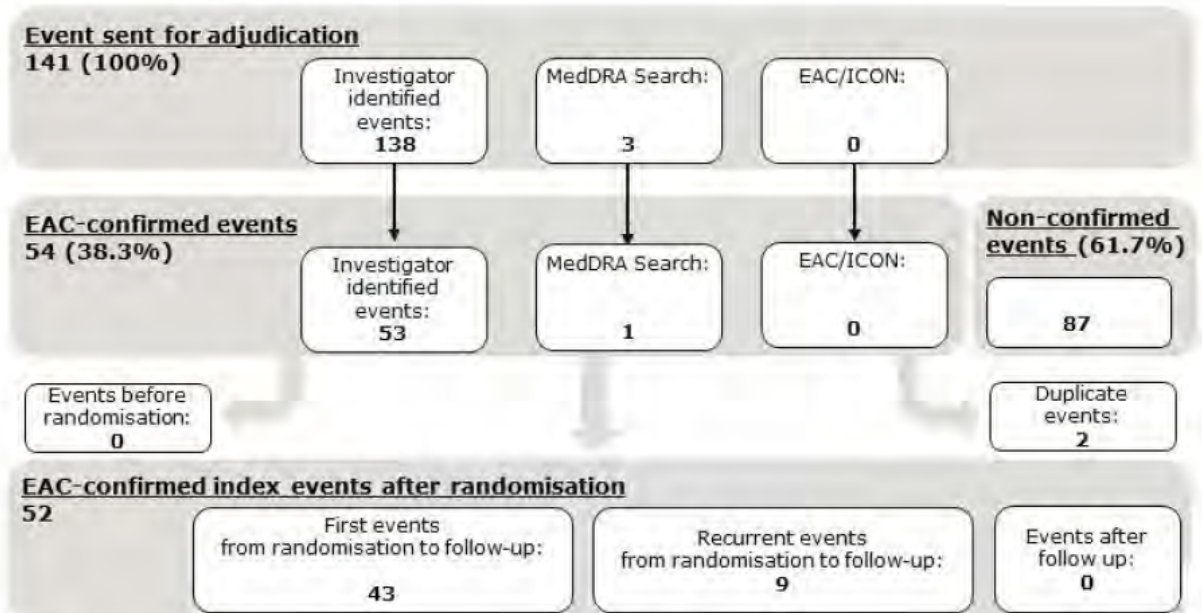 Event sent for adjudication
141 (100%)
Investigator
identified
events:
138
MedDRA Search:
3
EAC/ICON:
0
EAC-confirmed events
54 (38.3%)
Investigator
identified
events:
53
MedDRA Search:
1
EAC/ICON:
0
Non-confirmed
events (61.7%)
87
Events before
randomisation:
0
Duplicate
events:
2
EAC-confirmed index events after randomisation
52
First events
from randomisation to follow-up:
43
Recurrent events
from randomisation to follow-up:
9
Events after
follow up:
0